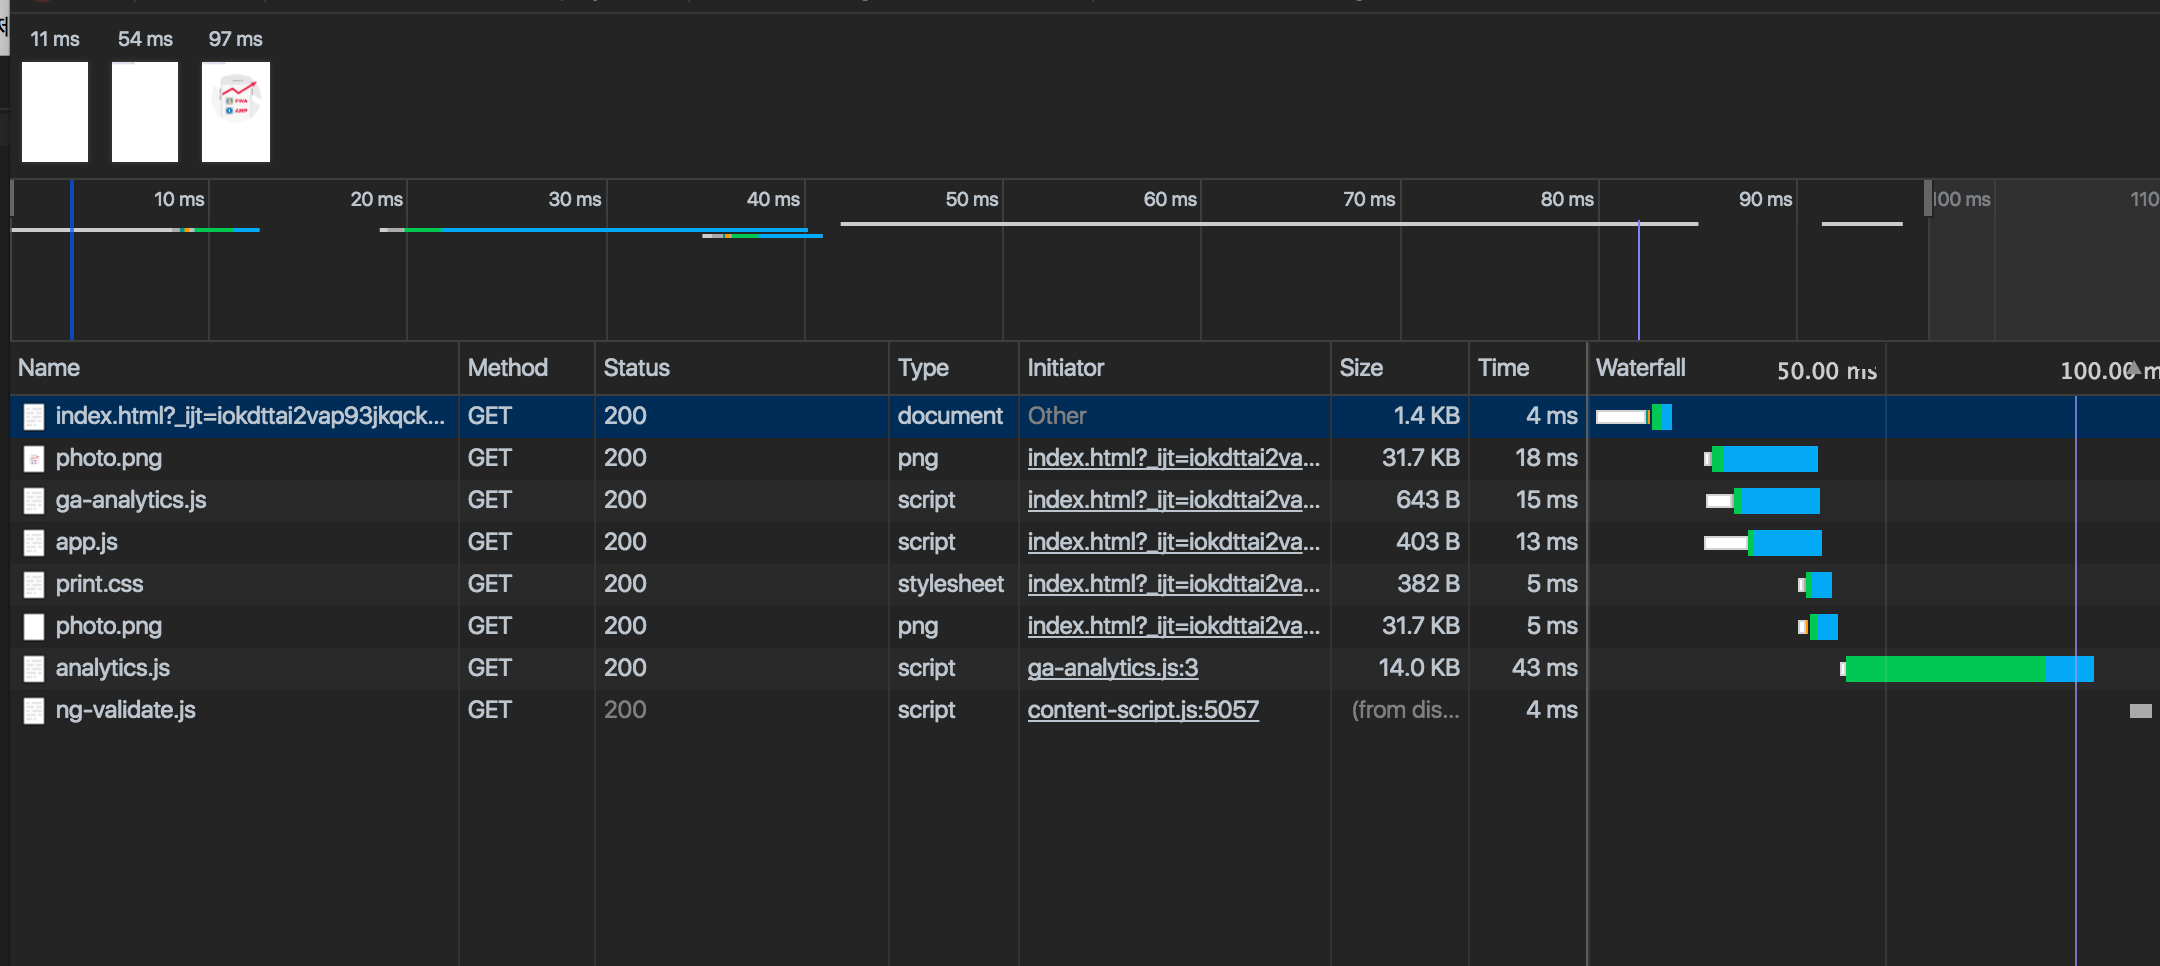 11 ms 54 ms 97 ms
PWA
AMP
10 ms 20 ms 30 ms 40 ms 50 ms 60 ms 70 ms 80 ms 90 ms 100 ms 110
Name Method Status Type Initiator Size Time Waterfall 50.00 ms 100.00 m
index.html?_ijt=iokdttai2vap93jkqck... GET 200 document Other 1.4 KB 4 ms
photo.png GET 200 png index.html?_ijt=iokdttai2va... 31.7 KB 18 ms
ga-analytics.js GET 200 script index.html?_ijt=iokdttai2va... 643 B 15 ms
app.js GET 200 script index.html?_ijt=iokdttai2va... 403 B 13 ms
print.css GET 200 stylesheet index.html?_ijt=iokdttai2va... 382 B 5 ms
photo.png GET 200 png index.html?_ijt=iokdttai2va... 31.7 KB 5 ms
analytics.js GET 200 script ga-analytics.js:3 14.0 KB 43 ms
ng-validate.js GET 200 script content-script.js:5057 (from dis... 4 ms